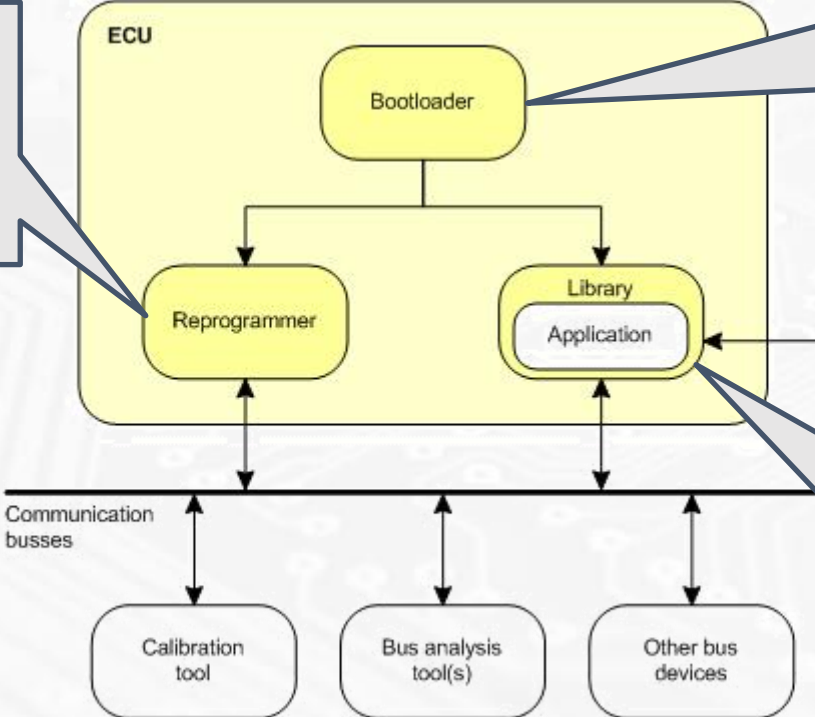 ECU
Bootloader
Reprogrammer
Library
Application
Communication
busses
Calibration
tool
Bus analysis
tool(s)
Other bus
devices